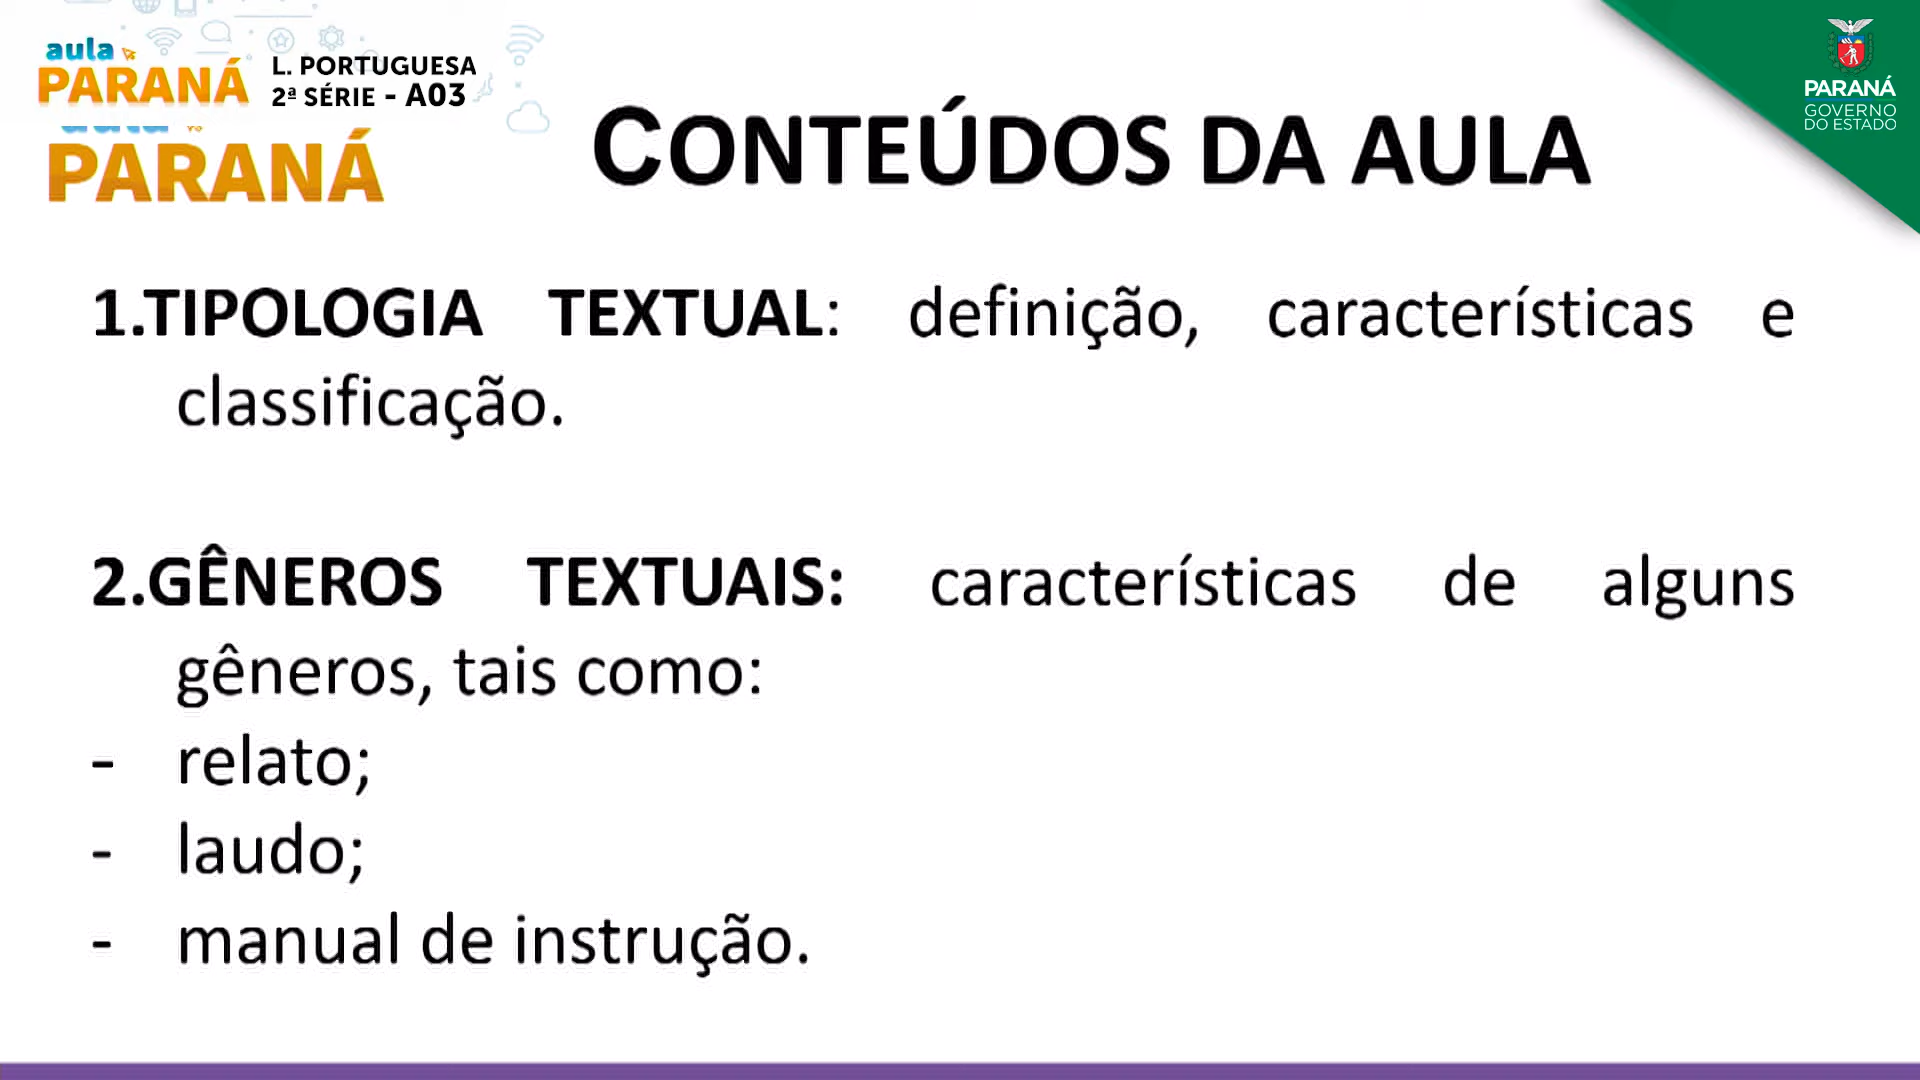 aula
PARANÁ
L. PORTUGUESA
2ª SÉRIE - A03
PARANÁ
GOVERNO
DO ESTADO
aula
PARANÁ
CONTEÚDOS DA AULA
1.TIPOLOGIA TEXTUAL: definição, características e
classificação.
2.GÊNEROS TEXTUAIS: características de alguns
gêneros, tais como:
- relato;
- laudo;
- manual de instrução.